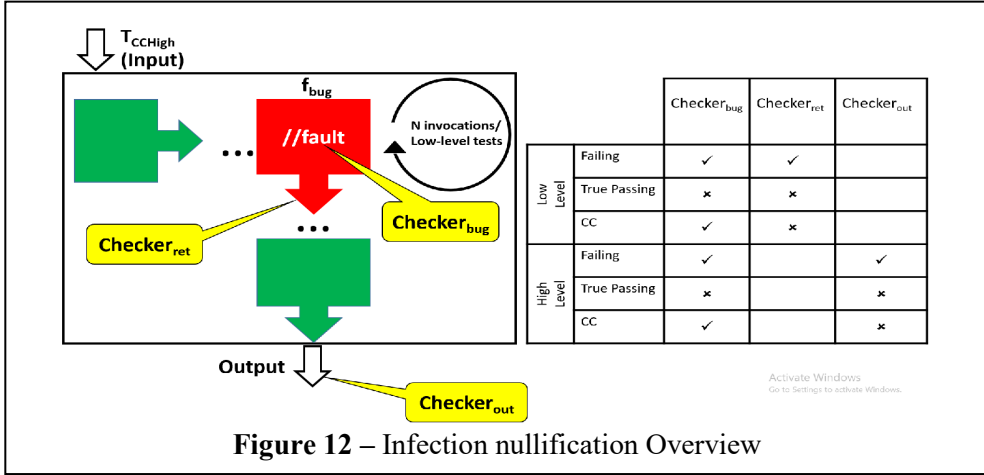 T_CCHigh
(Input)
f_bug
//fault
N invocations/
Low-level tests
Checker_bug
Checker_ret
Output
Checker_out
Checker_bug Checker_ret Checker_out
Low Level
Failing ✓ ✓
True Passing × ×
CC ✓ ×
High Level
Failing ✓ ✓
True Passing × ×
CC ✓ ×
Activate Windows
Go to Settings to activate Windows.
Figure 12 – Infection nullification Overview